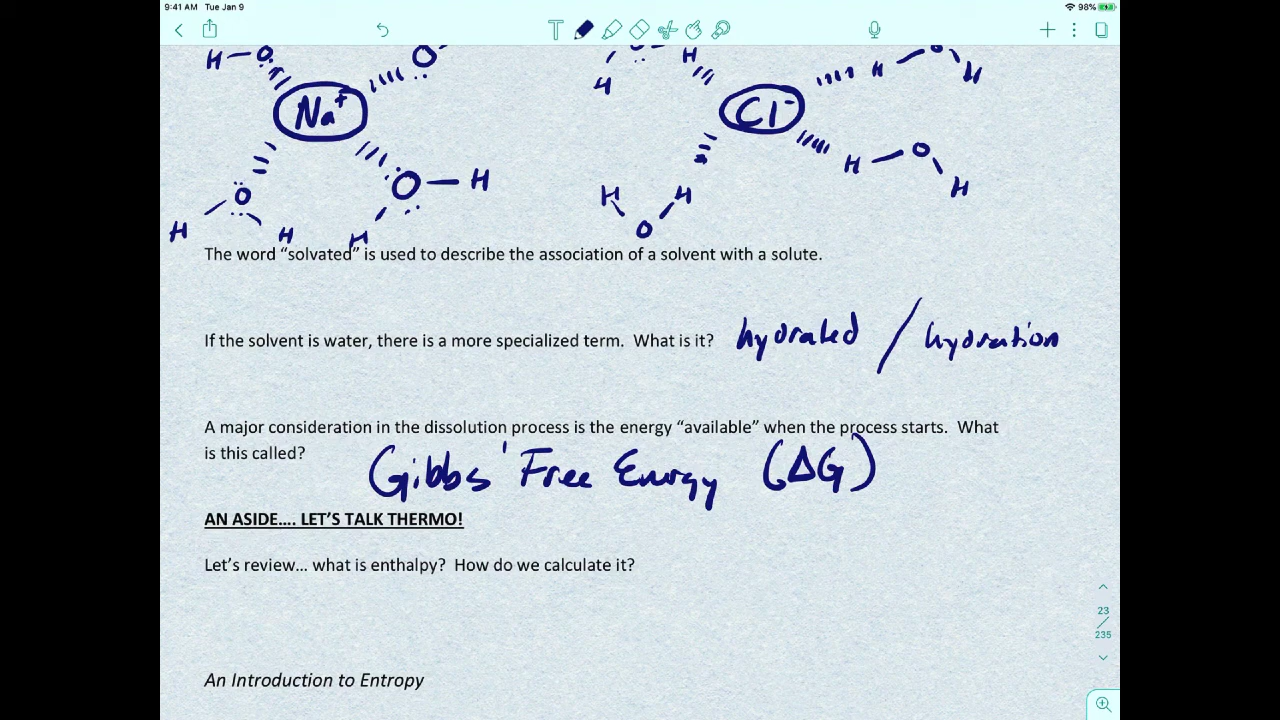 9:41 AM Tue Jan 9
98%
T
H O O H H O
4 H H
Na+ Cl-
H O H
O O H H O H
H H H O
The word “solvated” is used to describe the association of a solvent with a solute.
If the solvent is water, there is a more specialized term. What is it? hydrated / hydration
A major consideration in the dissolution process is the energy “available” when the process starts. What
is this called? Gibbs' Free Energy (ΔG)
AN ASIDE…. LET’S TALK THERMO!
Let’s review… what is enthalpy? How do we calculate it?
23
235
An Introduction to Entropy